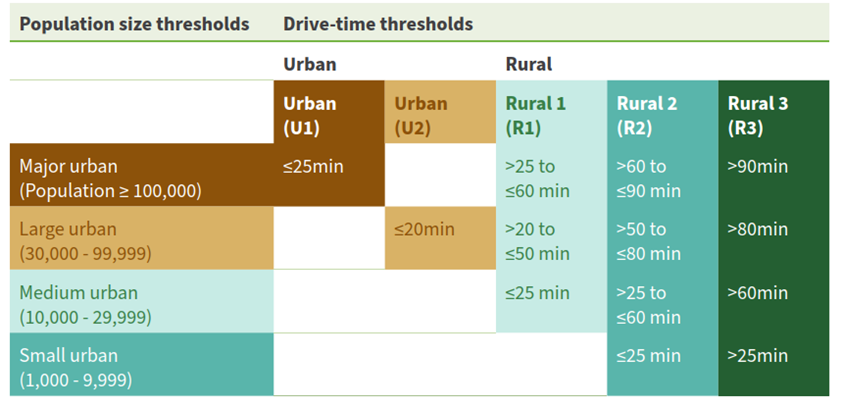 Population size thresholds Drive-time thresholds
Urban Rural
Urban Urban Rural 1 Rural 2 Rural 3
(U1) (U2) (R1) (R2) (R3)
Major urban ≤25min >25 to >60 to >90min
(Population ≥ 100,000) ≤60 min ≤90 min
Large urban ≤20min >20 to >50 to >80min
(30,000 - 99,999) ≤50 min ≤80 min
Medium urban ≤25 min >25 to >60min
(10,000 - 29,999) ≤60 min
Small urban ≤25 min >25min
(1,000 - 9,999)